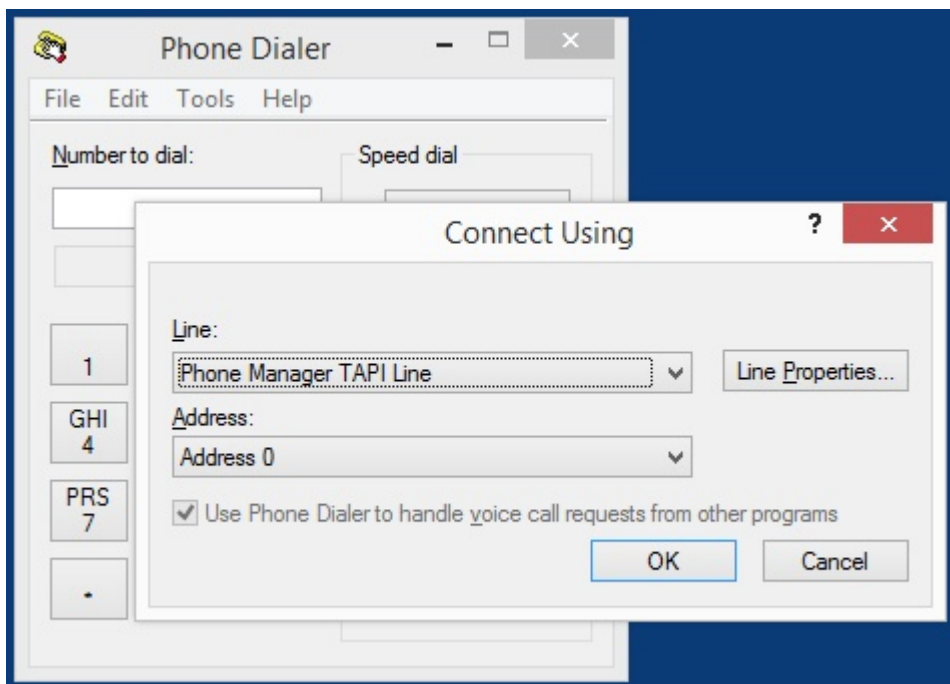 Phone Dialer
File Edit Tools Help
Number to dial:
Speed dial
Connect Using
?
Line:
Phone Manager TAPI Line
Line Properties...
Address:
Address 0
Use Phone Dialer to handle voice call requests from other programs
OK
Cancel
1
GHI
4
PRS
7
*